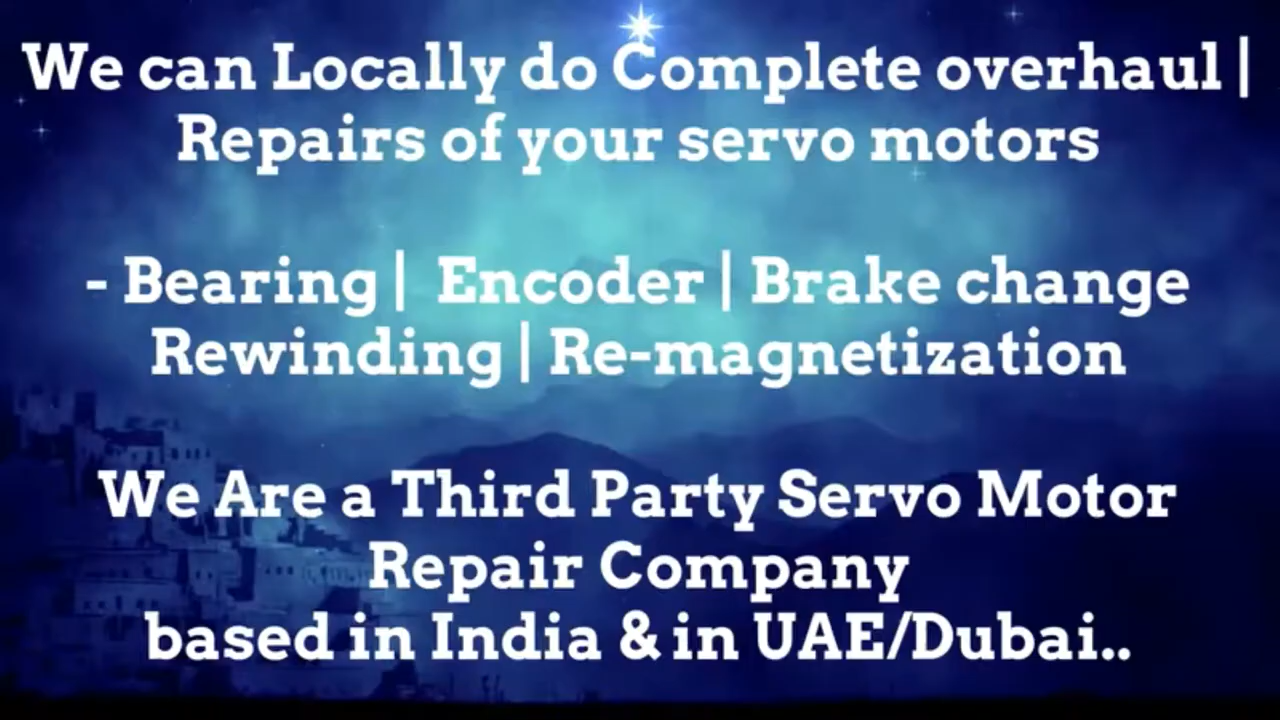 We can Locally do Complete overhaul |
Repairs of your servo motors
- Bearing |  Encoder | Brake change
Rewinding | Re-magnetization
We Are a Third Party Servo Motor
Repair Company
based in India & in UAE/Dubai..